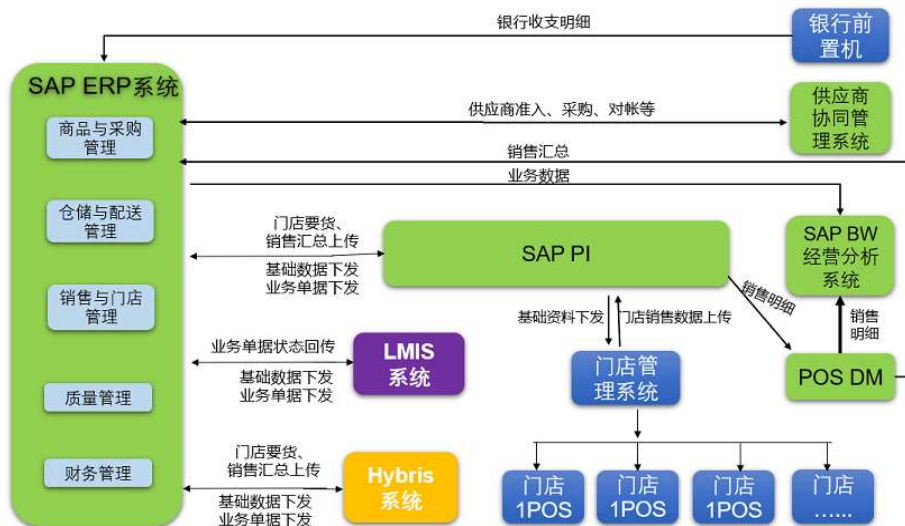 银行收支明细
银行前
置机
SAP ERP系统
商品与采购
管理
供应商准入、采购、对帐等
供应商
协同管
理系统
销售汇总
业务数据
仓储与配送
管理
门店要货、
销售汇总上传
基础数据下发
业务单据下发
SAP PI
SAP BW
经营分析
系统
销售与门店
管理
销售明细
销售
明细
基础资料下发
门店销售数据上传
业务单据状态回传
基础数据下发
业务单据下发
LMIS
系统
门店管
理系统
POS DM
质量管理
财务管理
门店要货、
销售汇总上传
基础数据下发
业务单据下发
Hybris
系统
门店
1POS
门店
1POS
门店
1POS
门店
…...